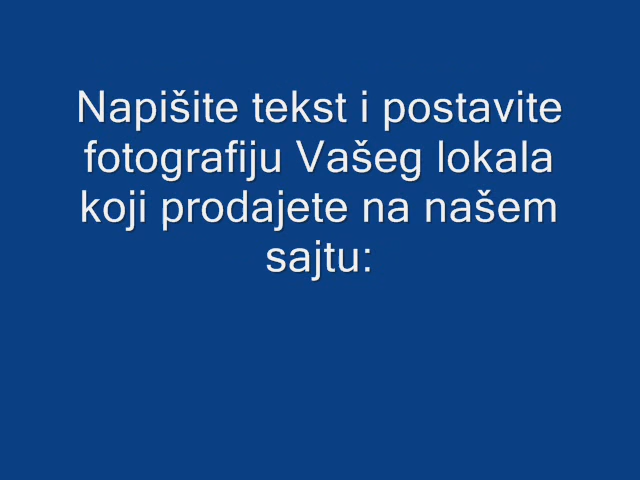 Napišite tekst i postavite
fotografiju Vašeg lokala
koji prodajete na našem
sajtu: